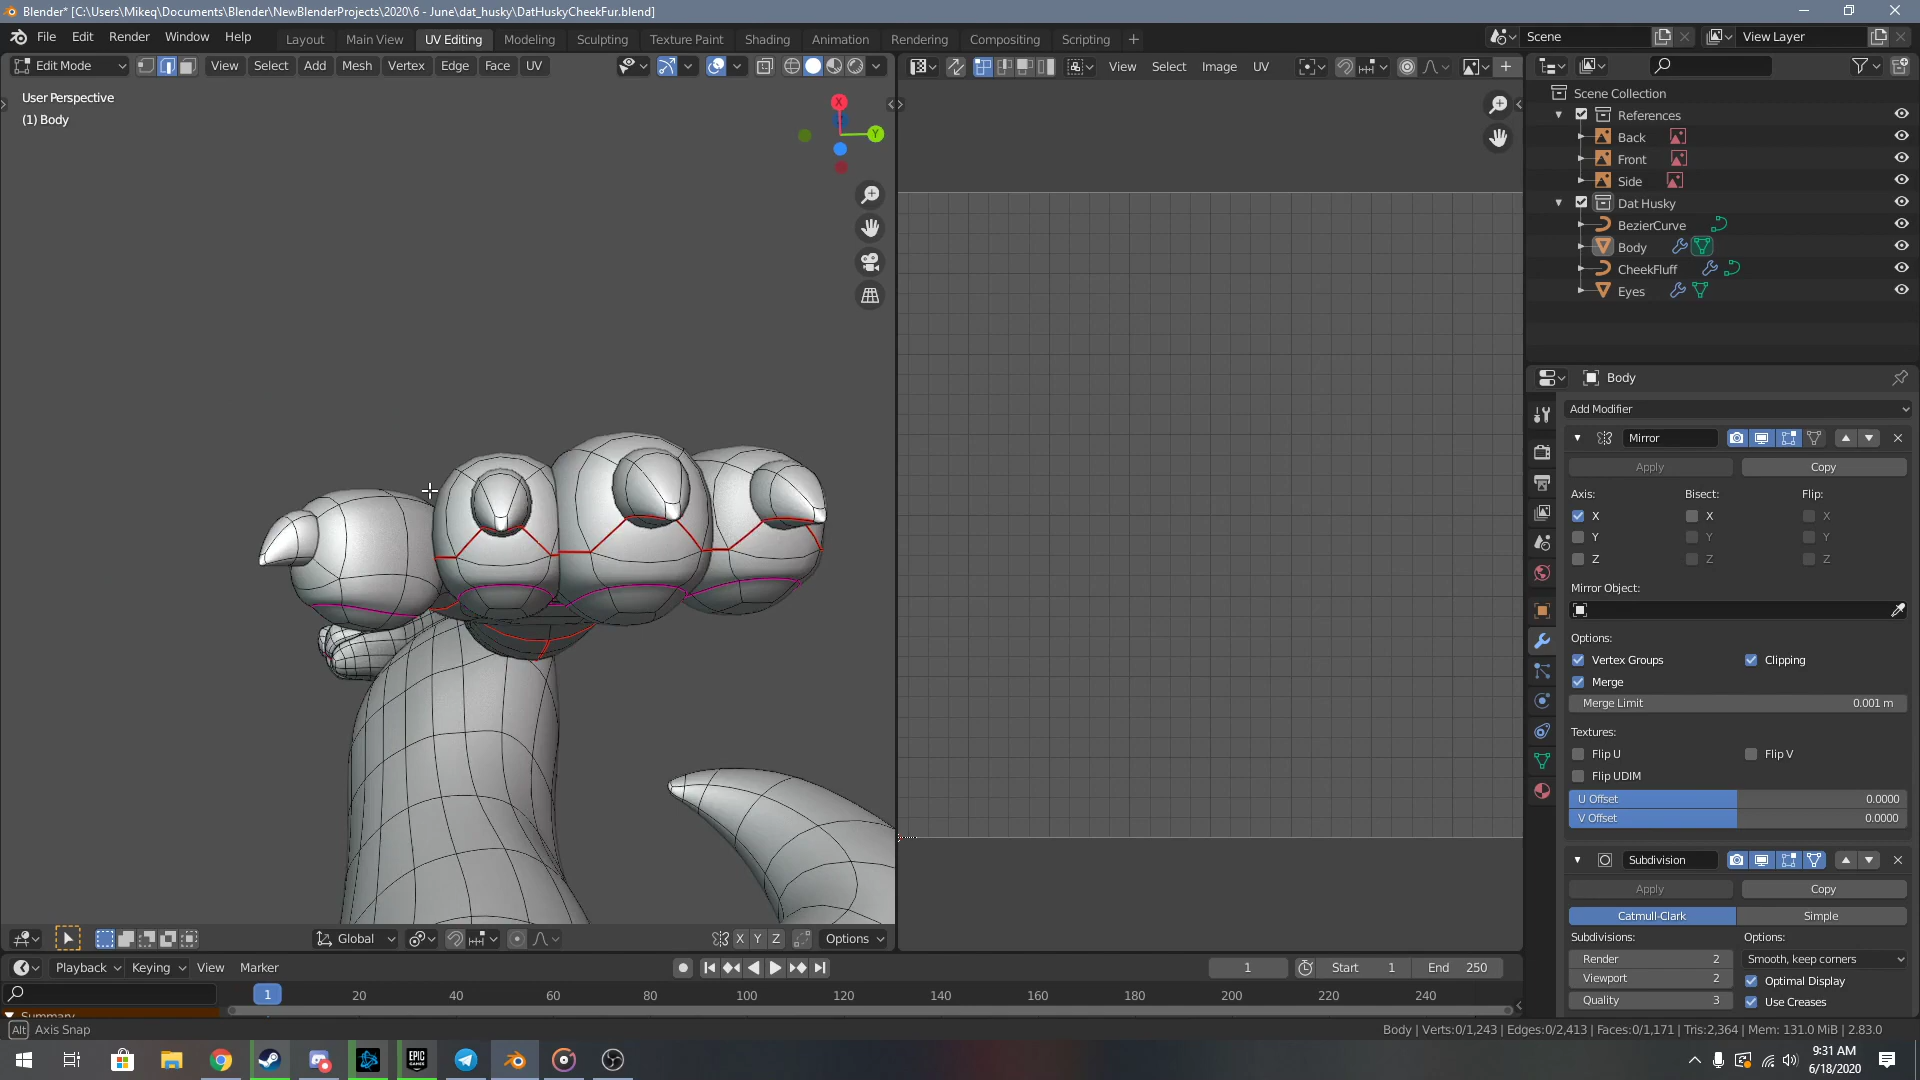 Blender* [C:\Users\Mikeq\Documents\Blender\NewBlenderProjects\2020\6 - June\dat_husky\DatHuskyCheekFur.blend]
File Edit Render Window Help Layout Main View UV Editing Modeling Sculpting Texture Paint Shading Animation Rendering Compositing Scripting + Scene View Layer
Edit Mode View Select Add Mesh Vertex Edge Face UV View Select Image UV
User Perspective
(1) Body
X
Y
Scene Collection
References
Back
Front
Side
Dat Husky
BezierCurve
Body
CheekFluff
Eyes
Body
Add Modifier
Mirror
Apply Copy
Axis: Bisect: Flip:
X X X
Y Y Y
Z Z Z
Mirror Object:
Options:
Vertex Groups Clipping
Merge
Merge Limit 0.001 m
Textures:
Flip U Flip V
Flip UDIM
U Offset 0.0000
V Offset 0.0000
Subdivision
Apply Copy
Catmull-Clark Simple
Subdivisions: Options:
Render 2 Smooth, keep corners
Viewport 2 Optimal Display
Quality 3 Use Creases
Global X Y Z Options
Playback Keying View Marker 1 Start 1 End 250
1 20 40 60 80 100 120 140 160 180 200 220 240
Summary
Alt Axis Snap Body | Verts:0/1,243 | Edges:0/2,413 | Faces:0/1,171 | Tris:2,364 | Mem: 131.0 MiB | 2.83.0
EPIC GAMES
9:31 AM
6/18/2020